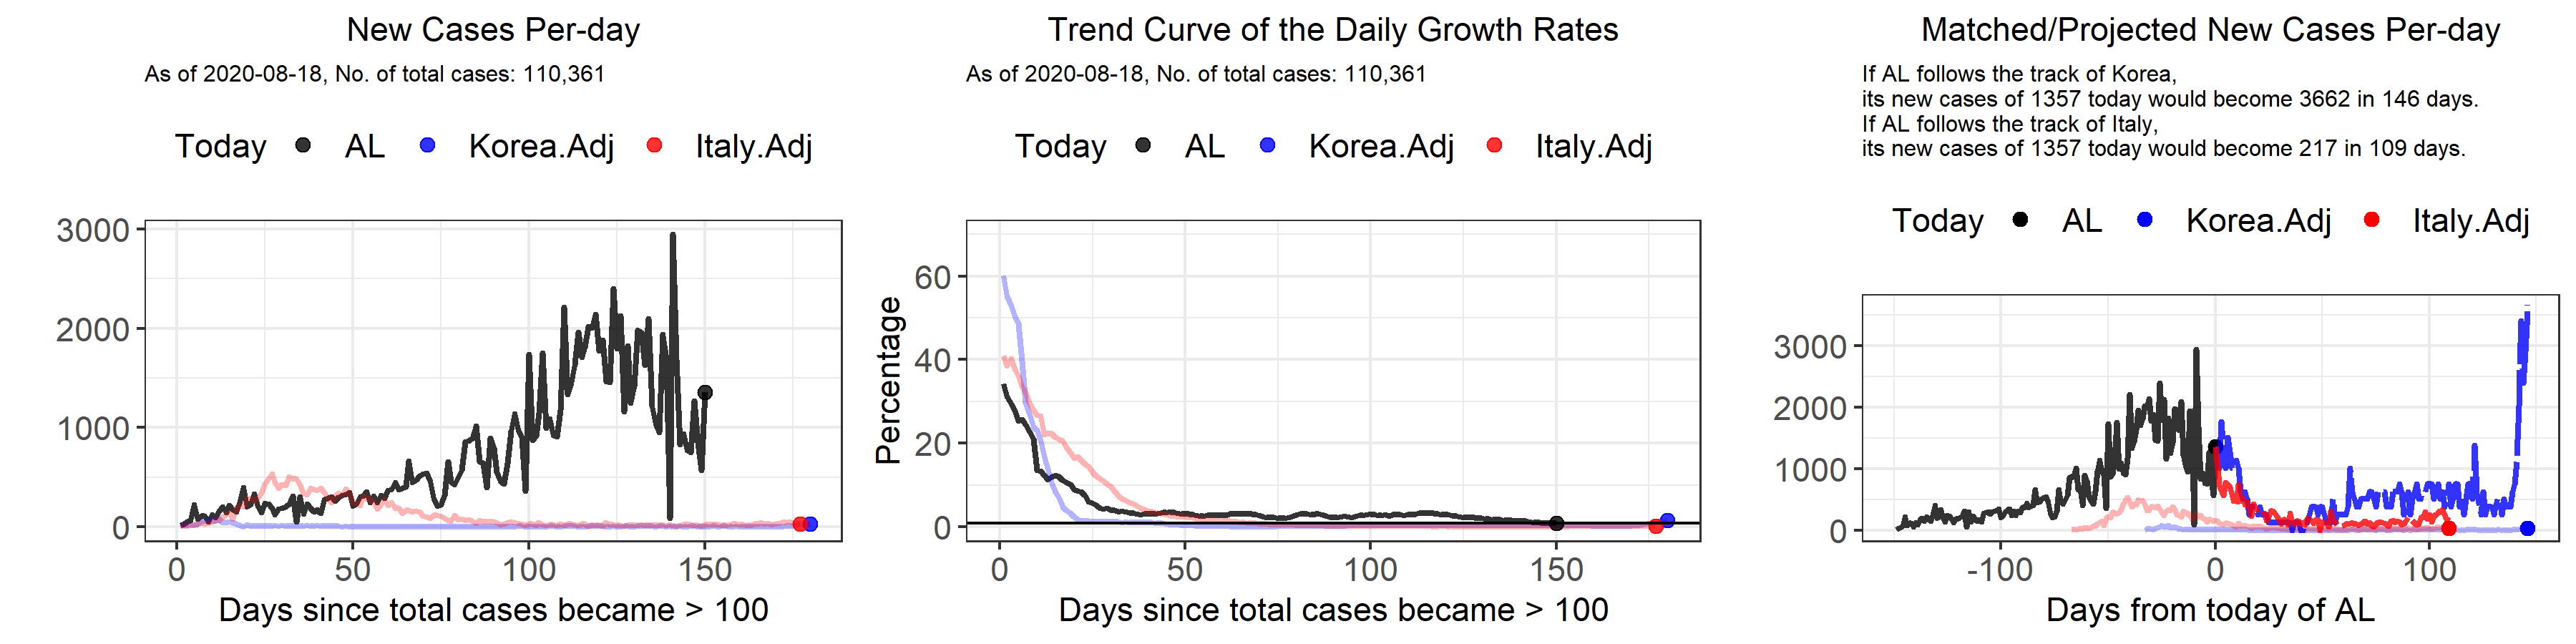 New Cases Per-day
As of 2020-08-18, No. of total cases: 110,361
Today AL Korea.Adj Italy.Adj
3000
2000
1000
0
0 50 100 150
Days since total cases became > 100
Trend Curve of the Daily Growth Rates
As of 2020-08-18, No. of total cases: 110,361
Today AL Korea.Adj Italy.Adj
Percentage
60
40
20
0
0 50 100 150
Days since total cases became > 100
Matched/Projected New Cases Per-day
If AL follows the track of Korea,
its new cases of 1357 today would become 3662 in 146 days.
If AL follows the track of Italy,
its new cases of 1357 today would become 217 in 109 days.
Today AL Korea.Adj Italy.Adj
3000
2000
1000
0
-100 0 100
Days from today of AL